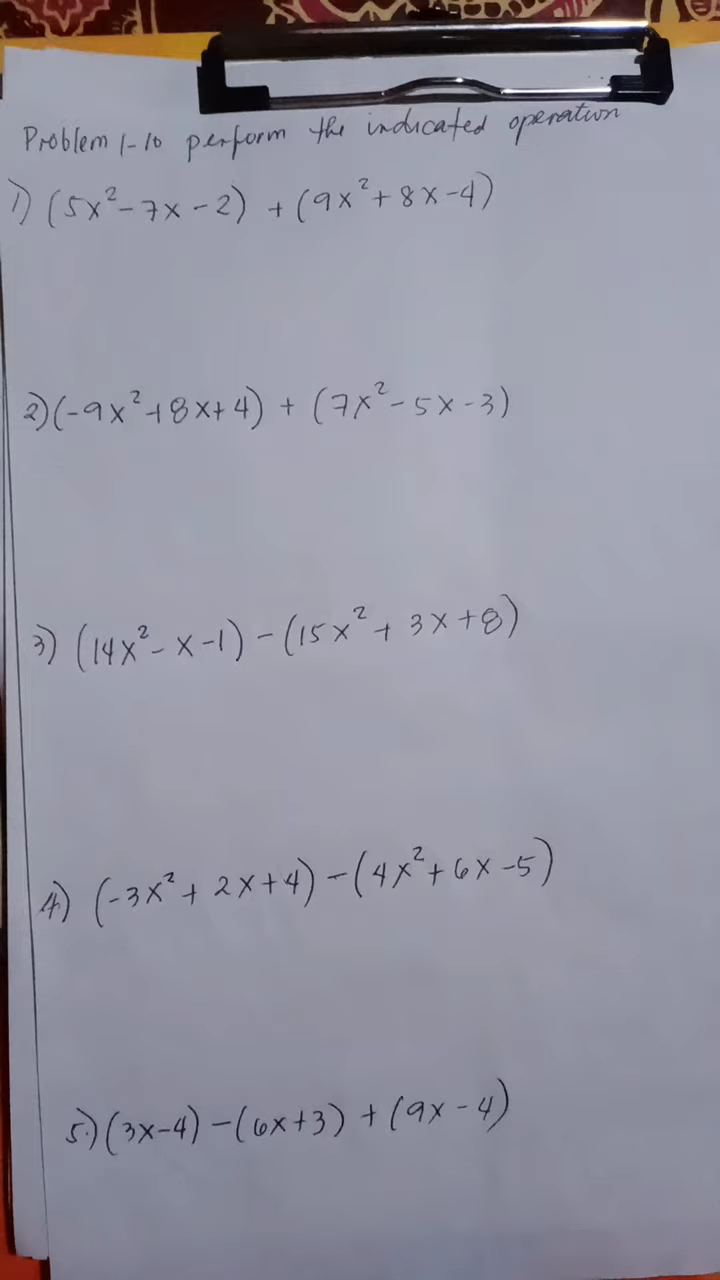 Problem 1-10 perform the indicated operation
1) (5x² - 7x - 2) + (9x² + 8x - 4)
2) (-9x² + 8x + 4) + (7x² - 5x - 3)
3) (14x² - x - 1) - (15x² + 3x + 8)
4) (-3x² + 2x + 4) - (4x² + 6x - 5)
5.) (3x - 4) - (6x + 3) + (9x - 4)